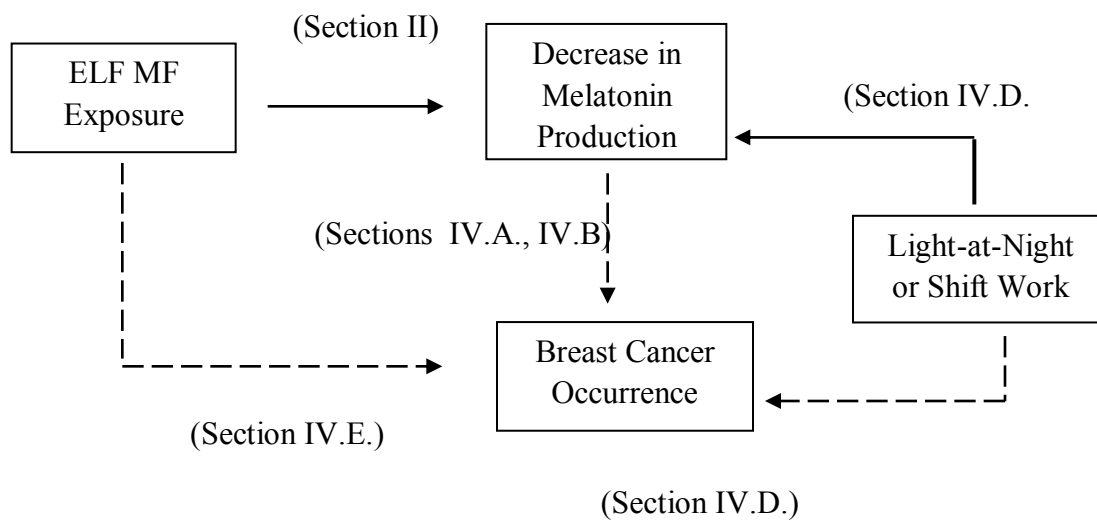 (Section II)
ELF MF
Exposure
Decrease in
Melatonin
Production
(Section IV.D.
(Sections IV.A., IV.B)
Light-at-Night
or Shift Work
Breast Cancer
Occurrence
(Section IV.E.)
(Section IV.D.)